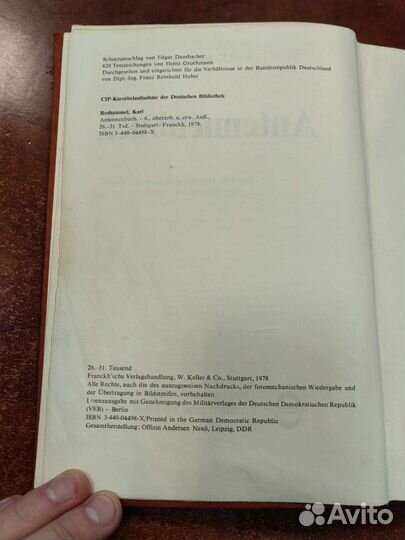 Schutzumschlag von Edgar Dambacher
420 Textzeichnungen von Heinz Grothmann
Durchgesehen und eingerichtet für die Verhältnisse in der Bundesrepublik Deutschland
von Dipl.-Ing. Franz Reinhold Huber
CIP-Kurztitelaufnahme der Deutschen Bibliothek
Rothammel, Karl
Antennenbuch. – 6., überarb. u. erw. Aufl.,
26.-31. Tsd. – Stuttgart: Franckh, 1978.
ISBN 3-440-04498-X
26.–31. Tausend
Franckh'sche Verlagshandlung, W. Keller & Co., Stuttgart, 1978
Alle Rechte, auch die des auszugsweisen Nachdrucks, der fotomechanischen Wiedergabe und
der Übertragung in Bildstreifen, vorbehalten
Lizenzausgabe mit Genehmigung des Militärverlages der Deutschen Demokratischen Republik
(VEB) – Berlin
ISBN 3-440-04498-X/Printed in the German Democratic Republic
Gesamtherstellung: Offizin Andersen Nexö, Leipzig, DDR
Avito